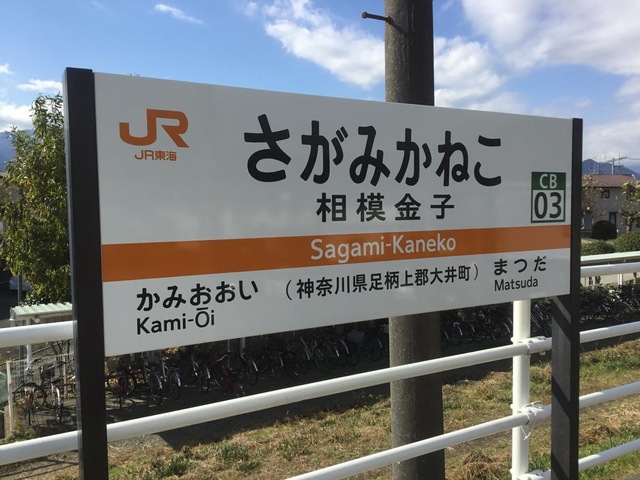 JR
JR東海
さがみかねこ
相模金子
CB
03
Sagami-Kaneko
かみおおい
Kami-Ōi
（神奈川県足柄上郡大井町）
まつだ
Matsuda